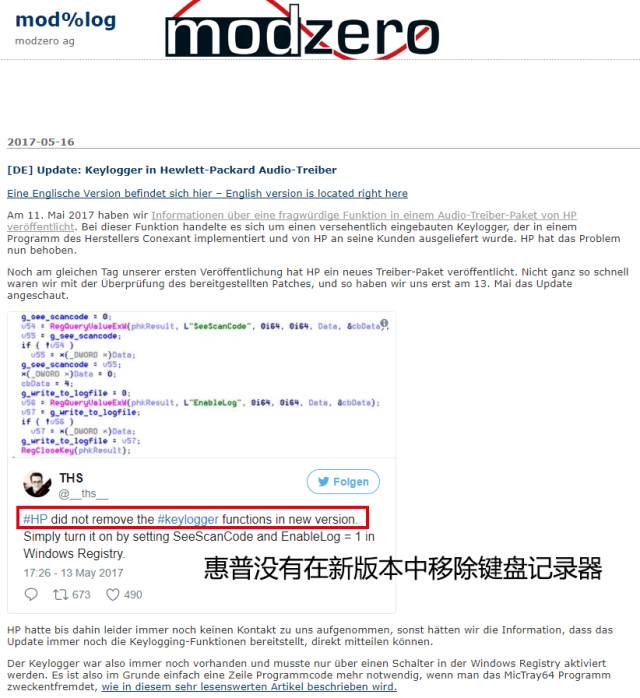 mod%log
modzero ag
modzero
2017-05-16
[DE] Update: Keylogger in Hewlett-Packard Audio-Treiber
Eine Englische Version befindet sich hier – English version is located right here
Am 11. Mai 2017 haben wir Informationen über eine fragwürdige Funktion in einem Audio-Treiber-Paket von HP
veröffentlicht. Bei dieser Funktion handelte es sich um einen versehentlich eingebauten Keylogger, der in einem
Programm des Herstellers Conexant implementiert und von HP an seine Kunden ausgeliefert wurde. HP hat das Problem
nun behoben.
Noch am gleichen Tag unserer ersten Veröffentlichung hat HP ein neues Treiber-Paket veröffentlicht. Nicht ganz so schnell
waren wir mit der Überprüfung des bereitgestellten Patches, und so haben wir uns erst am 13. Mai das Update
angeschaut.
g_see_scancode = 0;
v54 = RegQueryValueExW(phkResult, L"SeeScanCode", 0i64, 0i64, Data, &cbData);
v55 = g_see_scancode;
if ( !v54 )
v55 = *(_DWORD *)Data;
g_see_scancode = v55;
*(_DWORD *)Data = 0;
cbData = 4;
g_write_to_logfile = 0;
v56 = RegQueryValueExW(phkResult, L"EnableLog", 0i64, 0i64, Data, &cbData);
v57 = g_write_to_logfile;
if ( !v56 )
v57 = *(_DWORD *)Data;
g_write_to_logfile = v57;
RegCloseKey(phkResult);
THS
@__ths__
Folgen
#HP did not remove the #keylogger functions in new version.
Simply turn it on by setting SeeScanCode and EnableLog = 1 in
Windows Registry.
惠普没有在新版本中移除键盘记录器
17:26 - 13 May 2017
673 490
HP hatte bis dahin leider immer noch keinen Kontakt zu uns aufgenommen, sonst hätten wir die Information, dass das
Update immer noch die Keylogging-Funktionen bereitstellt, direkt mitteilen können.
Der Keylogger war also immer noch vorhanden und musste nur über einen Schalter in der Windows Registry aktiviert
werden. Es ist also im Grunde einfach eine Zeile Programmcode mehr notwendig, wenn man das MicTray64 Programm
zweckentfremdet, wie in diesem sehr lesenswerten Artikel beschrieben wird.